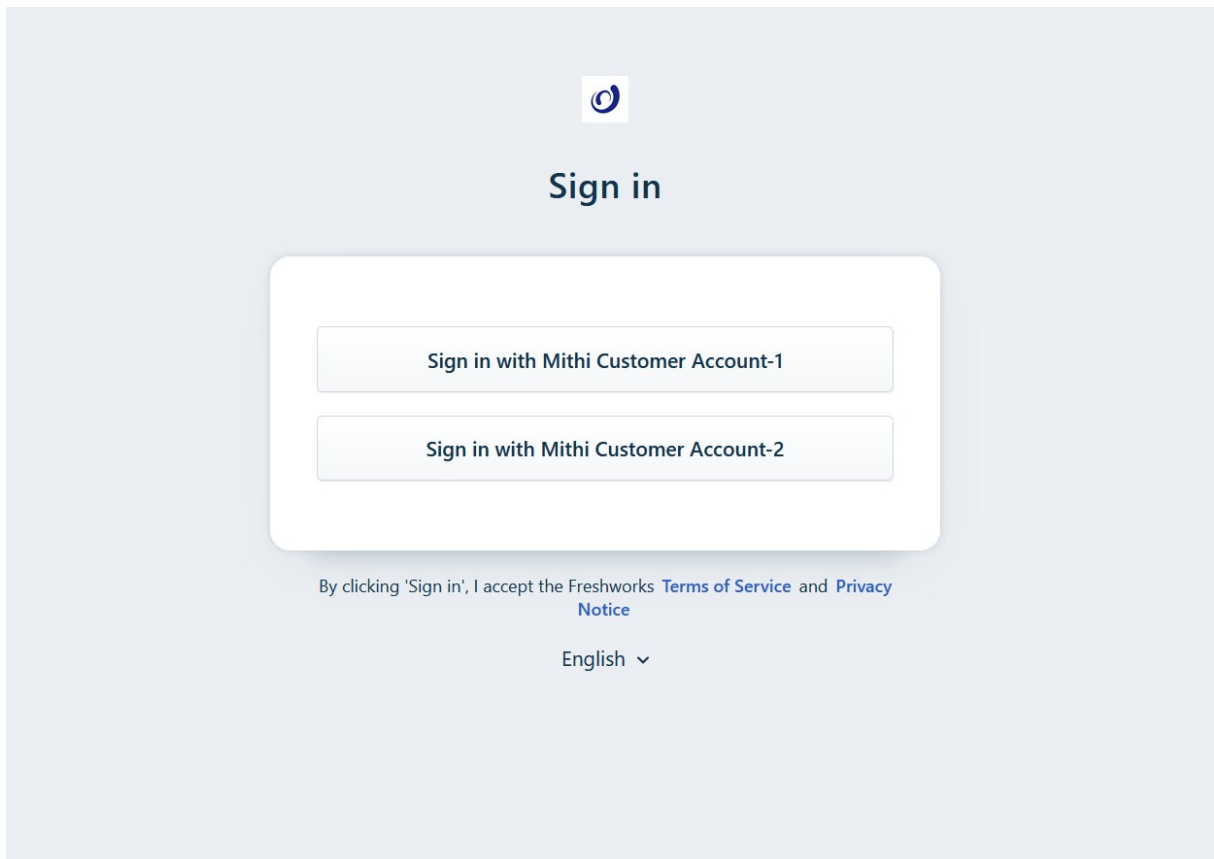 Sign in
Sign in with Mithi Customer Account-1
Sign in with Mithi Customer Account-2
By clicking 'Sign in', I accept the Freshworks Terms of Service and Privacy
Notice
English